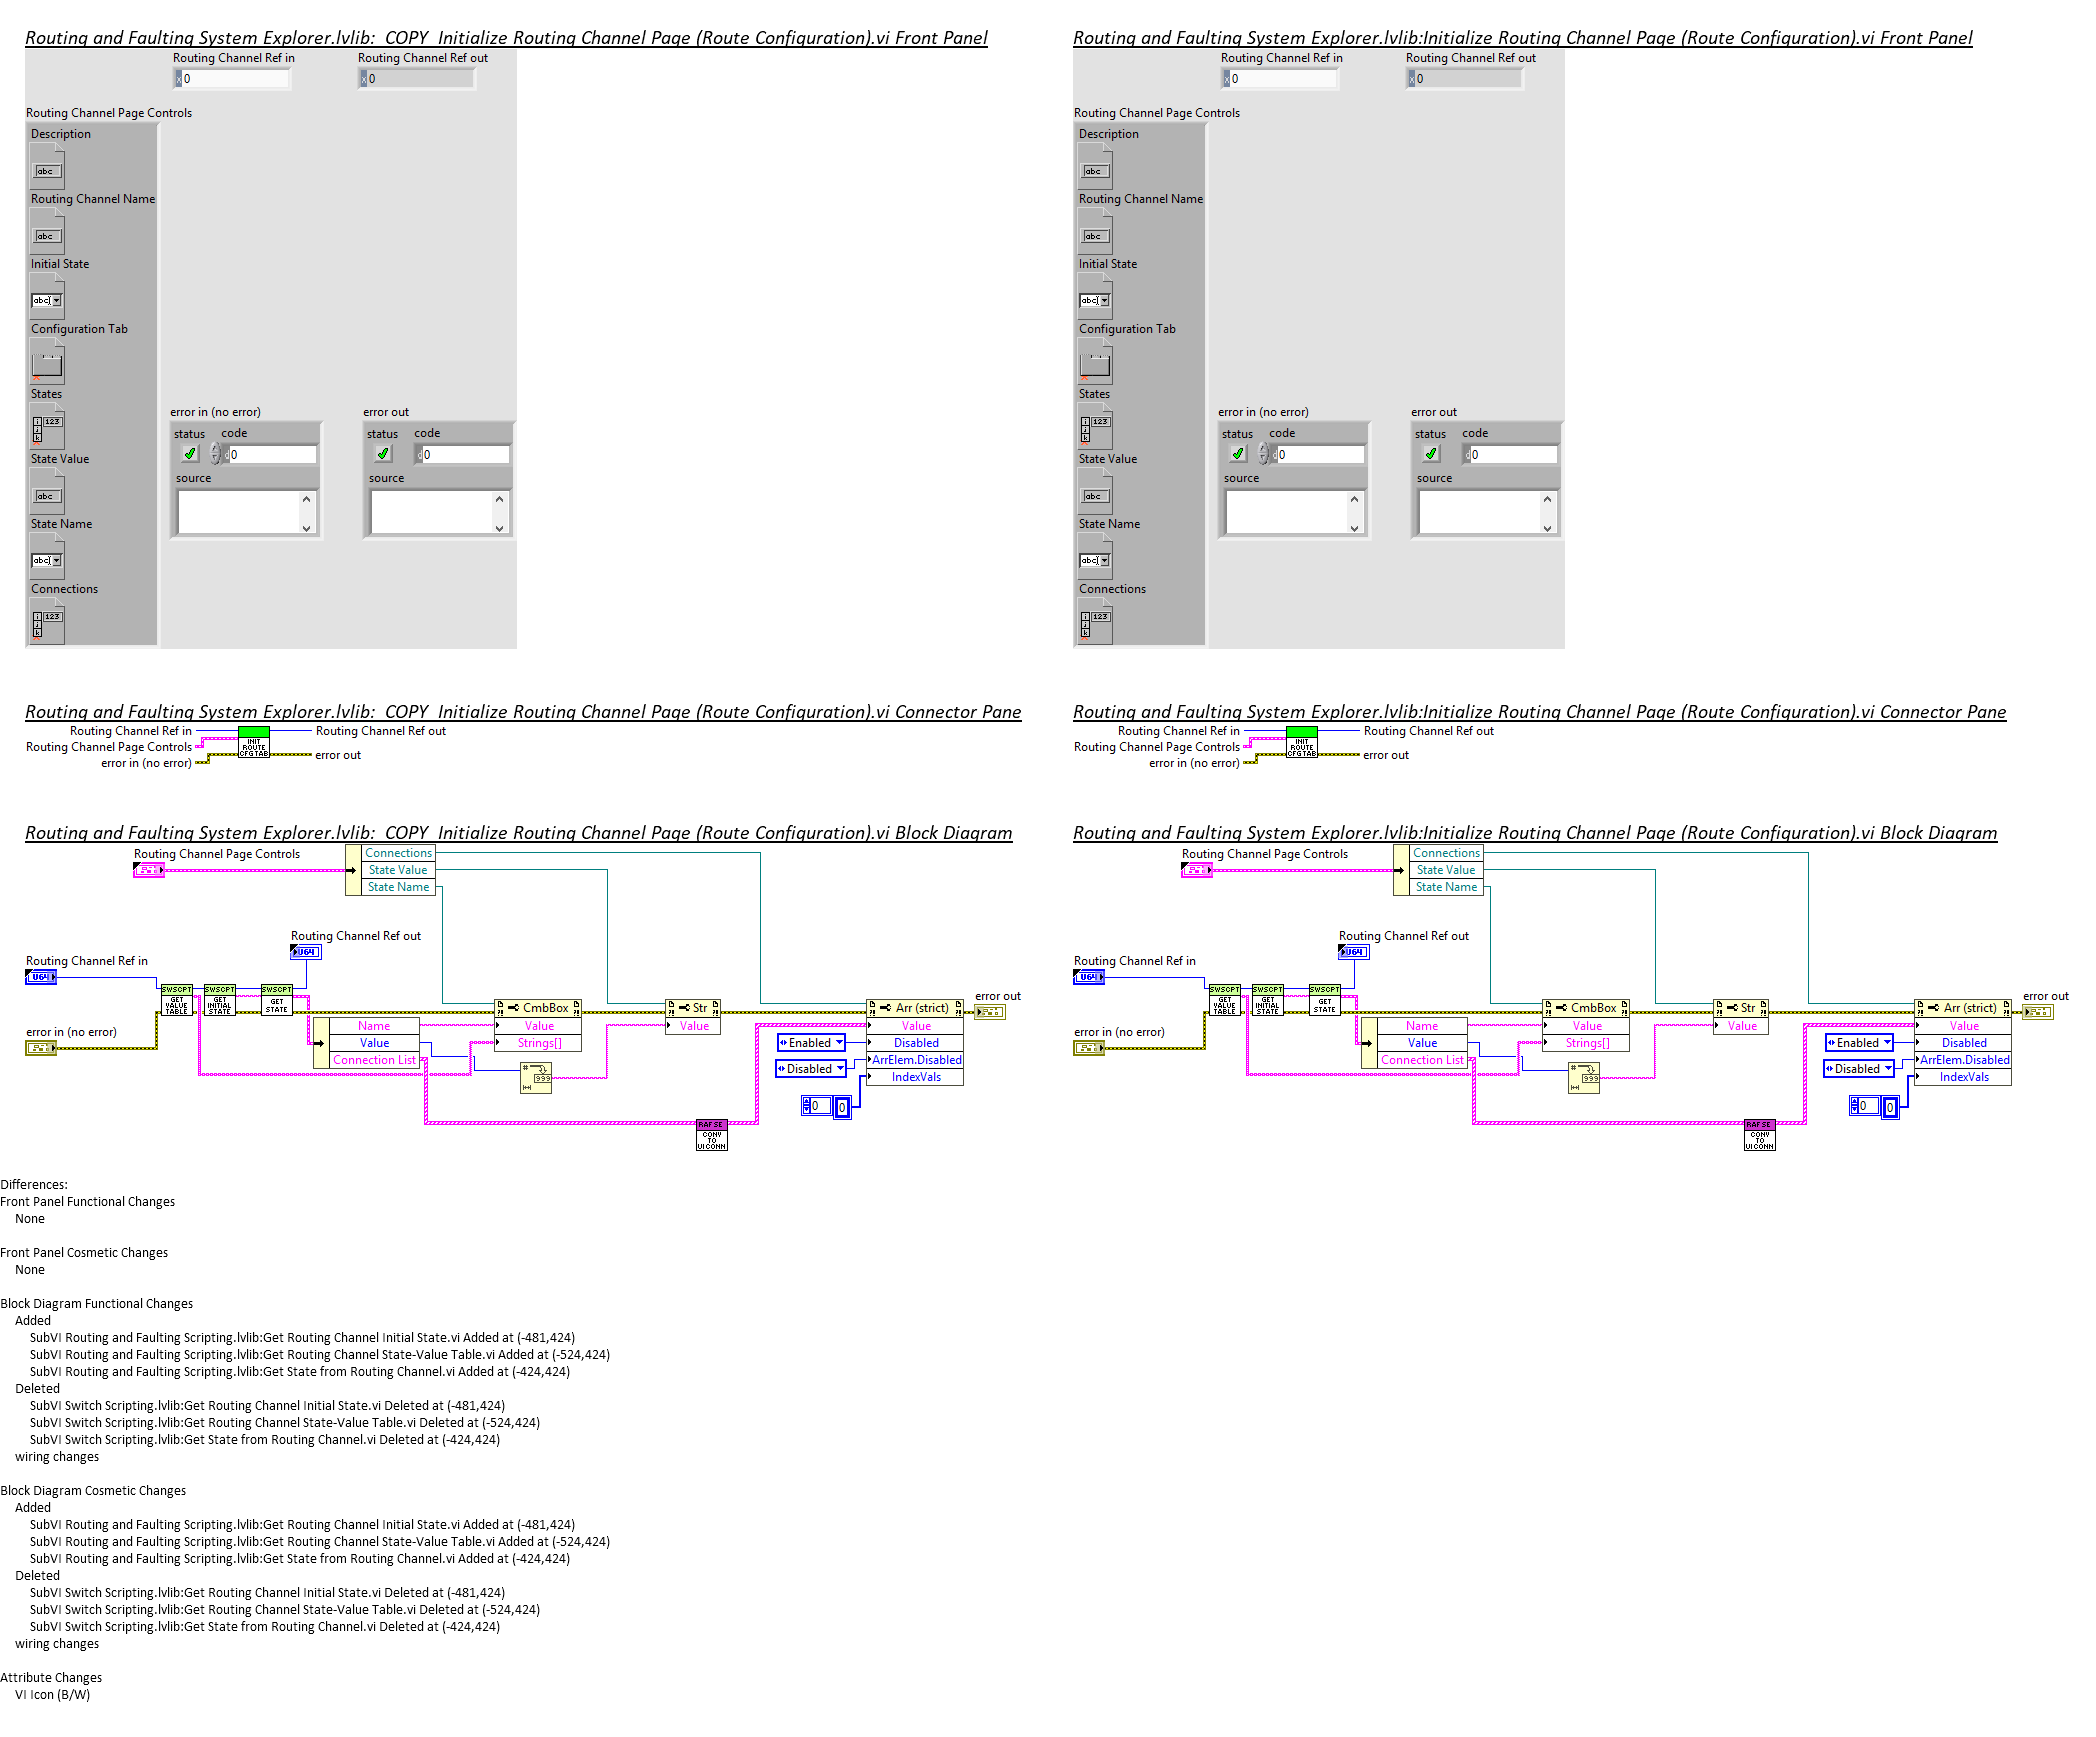 Routing and Faulting System Explorer.lvlib:_COPY_Initialize Routing Channel Page (Route Configuration).vi Front Panel
Routing Channel Ref in
Routing Channel Ref out
x 0
x 0
Routing Channel Page Controls
Description
abc
Routing Channel Name
abc
Initial State
abc
Configuration Tab
States
123
State Value
abc
State Name
abc
Connections
123
error in (no error)
error out
status
code
status
code
d 0
d 0
source
source
Routing and Faulting System Explorer.lvlib:Initialize Routing Channel Page (Route Configuration).vi Front Panel
Routing Channel Ref in
Routing Channel Ref out
x 0
x 0
Routing Channel Page Controls
Description
abc
Routing Channel Name
abc
Initial State
abc
Configuration Tab
States
123
State Value
abc
State Name
abc
Connections
123
error in (no error)
error out
status
code
status
code
d 0
d 0
source
source
Routing and Faulting System Explorer.lvlib:_COPY_Initialize Routing Channel Page (Route Configuration).vi Connector Pane
Routing Channel Ref in
Routing Channel Ref out
Routing Channel Page Controls
error in (no error)
error out
INIT
ROUTE
CFGTAB
Routing and Faulting System Explorer.lvlib:Initialize Routing Channel Page (Route Configuration).vi Connector Pane
Routing Channel Ref in
Routing Channel Ref out
Routing Channel Page Controls
error in (no error)
error out
INIT
ROUTE
CFGTAB
Routing and Faulting System Explorer.lvlib:_COPY_Initialize Routing Channel Page (Route Configuration).vi Block Diagram
Routing Channel Page Controls
Connections
State Value
State Name
Routing Channel Ref out
U64
Routing Channel Ref in
U64
SWSCPT
GET
VALUE
TABLE
SWSCPT
GET
INITIAL
STATE
SWSCPT
GET
STATE
error in (no error)
Name
Value
Connection List
CmbBox
Value
Strings[]
Str
Value
Enabled
Disabled
0
0
Arr (strict)
Value
Disabled
ArrElem.Disabled
IndexVals
error out
RAF SE
CONV
TO
UI CONN
Routing and Faulting System Explorer.lvlib:Initialize Routing Channel Page (Route Configuration).vi Block Diagram
Routing Channel Page Controls
Connections
State Value
State Name
Routing Channel Ref out
U64
Routing Channel Ref in
U64
SWSCPT
GET
VALUE
TABLE
SWSCPT
GET
INITIAL
STATE
SWSCPT
GET
STATE
error in (no error)
Name
Value
Connection List
CmbBox
Value
Strings[]
Str
Value
Enabled
Disabled
0
0
Arr (strict)
Value
Disabled
ArrElem.Disabled
IndexVals
error out
RAF SE
CONV
TO
UI CONN
Differences:
Front Panel Functional Changes
None
Front Panel Cosmetic Changes
None
Block Diagram Functional Changes
Added
SubVI Routing and Faulting Scripting.lvlib:Get Routing Channel Initial State.vi Added at (-481,424)
SubVI Routing and Faulting Scripting.lvlib:Get Routing Channel State-Value Table.vi Added at (-524,424)
SubVI Routing and Faulting Scripting.lvlib:Get State from Routing Channel.vi Added at (-424,424)
Deleted
SubVI Switch Scripting.lvlib:Get Routing Channel Initial State.vi Deleted at (-481,424)
SubVI Switch Scripting.lvlib:Get Routing Channel State-Value Table.vi Deleted at (-524,424)
SubVI Switch Scripting.lvlib:Get State from Routing Channel.vi Deleted at (-424,424)
wiring changes
Block Diagram Cosmetic Changes
Added
SubVI Routing and Faulting Scripting.lvlib:Get Routing Channel Initial State.vi Added at (-481,424)
SubVI Routing and Faulting Scripting.lvlib:Get Routing Channel State-Value Table.vi Added at (-524,424)
SubVI Routing and Faulting Scripting.lvlib:Get State from Routing Channel.vi Added at (-424,424)
Deleted
SubVI Switch Scripting.lvlib:Get Routing Channel Initial State.vi Deleted at (-481,424)
SubVI Switch Scripting.lvlib:Get Routing Channel State-Value Table.vi Deleted at (-524,424)
SubVI Switch Scripting.lvlib:Get State from Routing Channel.vi Deleted at (-424,424)
wiring changes
Attribute Changes
VI Icon (B/W)